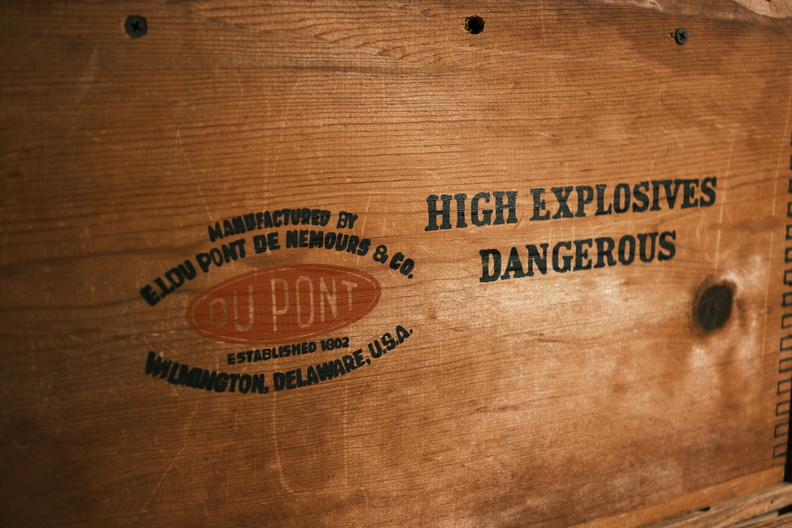 MANUFACTURED BY
E.I.DU PONT DE NEMOURS & CO.
DU PONT
ESTABLISHED 1802
WILMINGTON, DELAWARE, U.S.A.
HIGH EXPLOSIVES
DANGEROUS